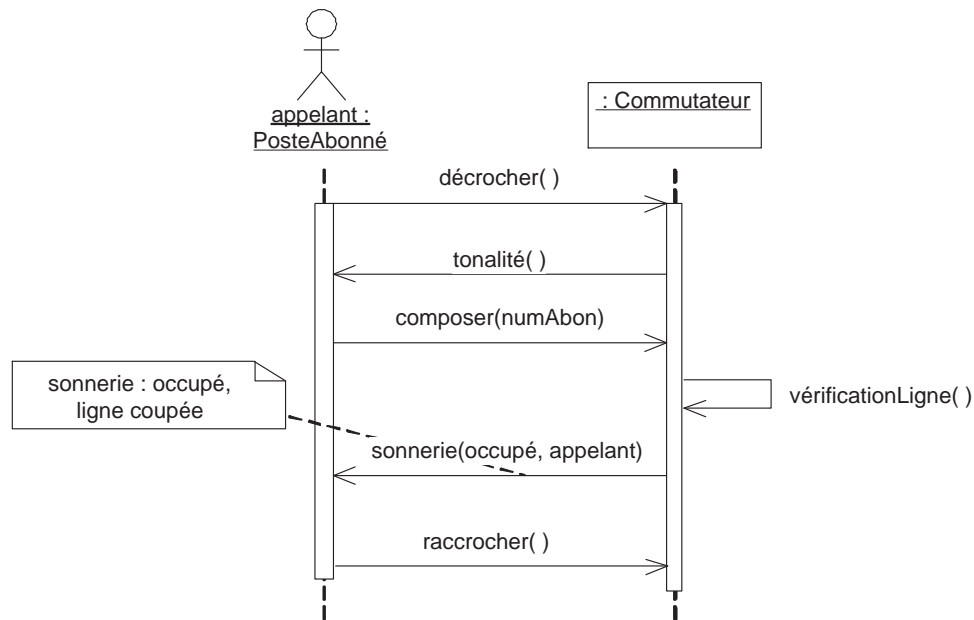 appelant :
PosteAbonné
: Commutateur
décrocher( )
tonalité( )
composer(numAbon)
sonnerie : occupé,
ligne coupée
vérificationLigne( )
sonnerie(occupé, appelant)
raccrocher( )